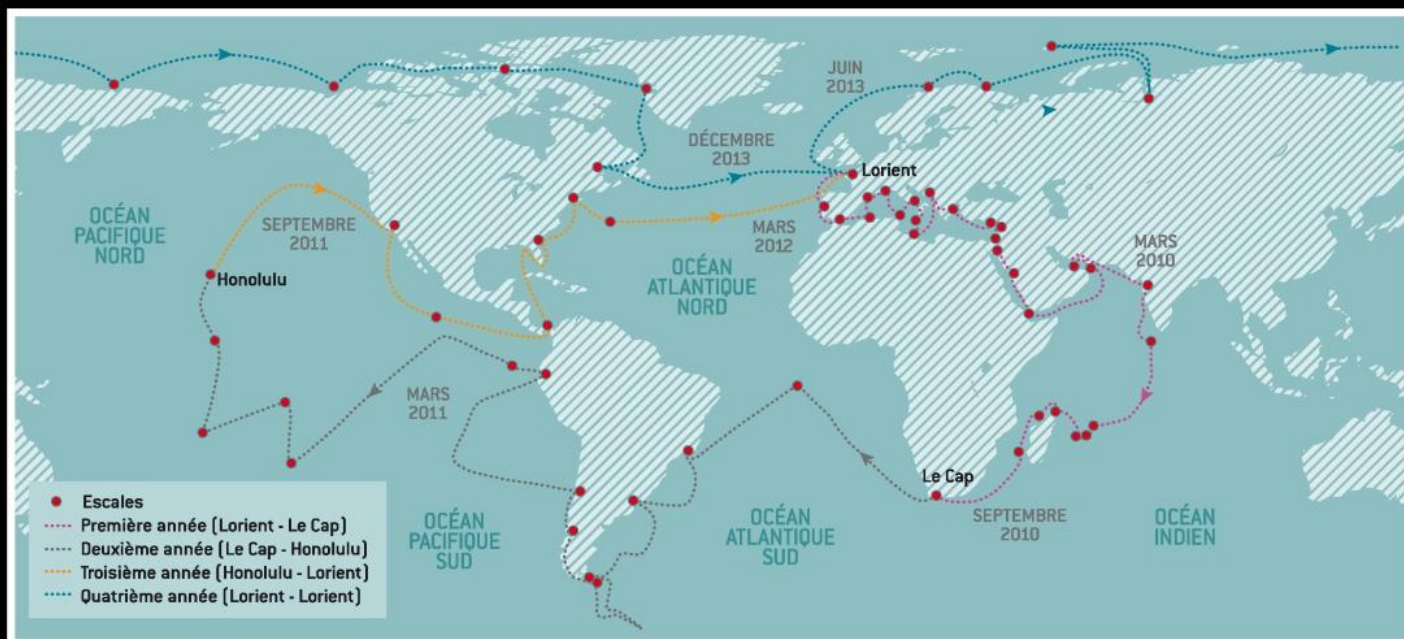 JUIN
2013
DÉCEMBRE
2013
Lorient
OCÉAN
PACIFIQUE
NORD
SEPTEMBRE
2011
MARS
2012
MARS
2010
Honolulu
OCÉAN
ATLANTIQUE
NORD
MARS
2011
Le Cap
SEPTEMBRE
2010
OCÉAN
PACIFIQUE
SUD
OCÉAN
ATLANTIQUE
SUD
OCÉAN
INDIEN
Escales
Première année (Lorient - Le Cap)
Deuxième année (Le Cap - Honolulu)
Troisième année (Honolulu - Lorient)
Quatrième année (Lorient - Lorient)